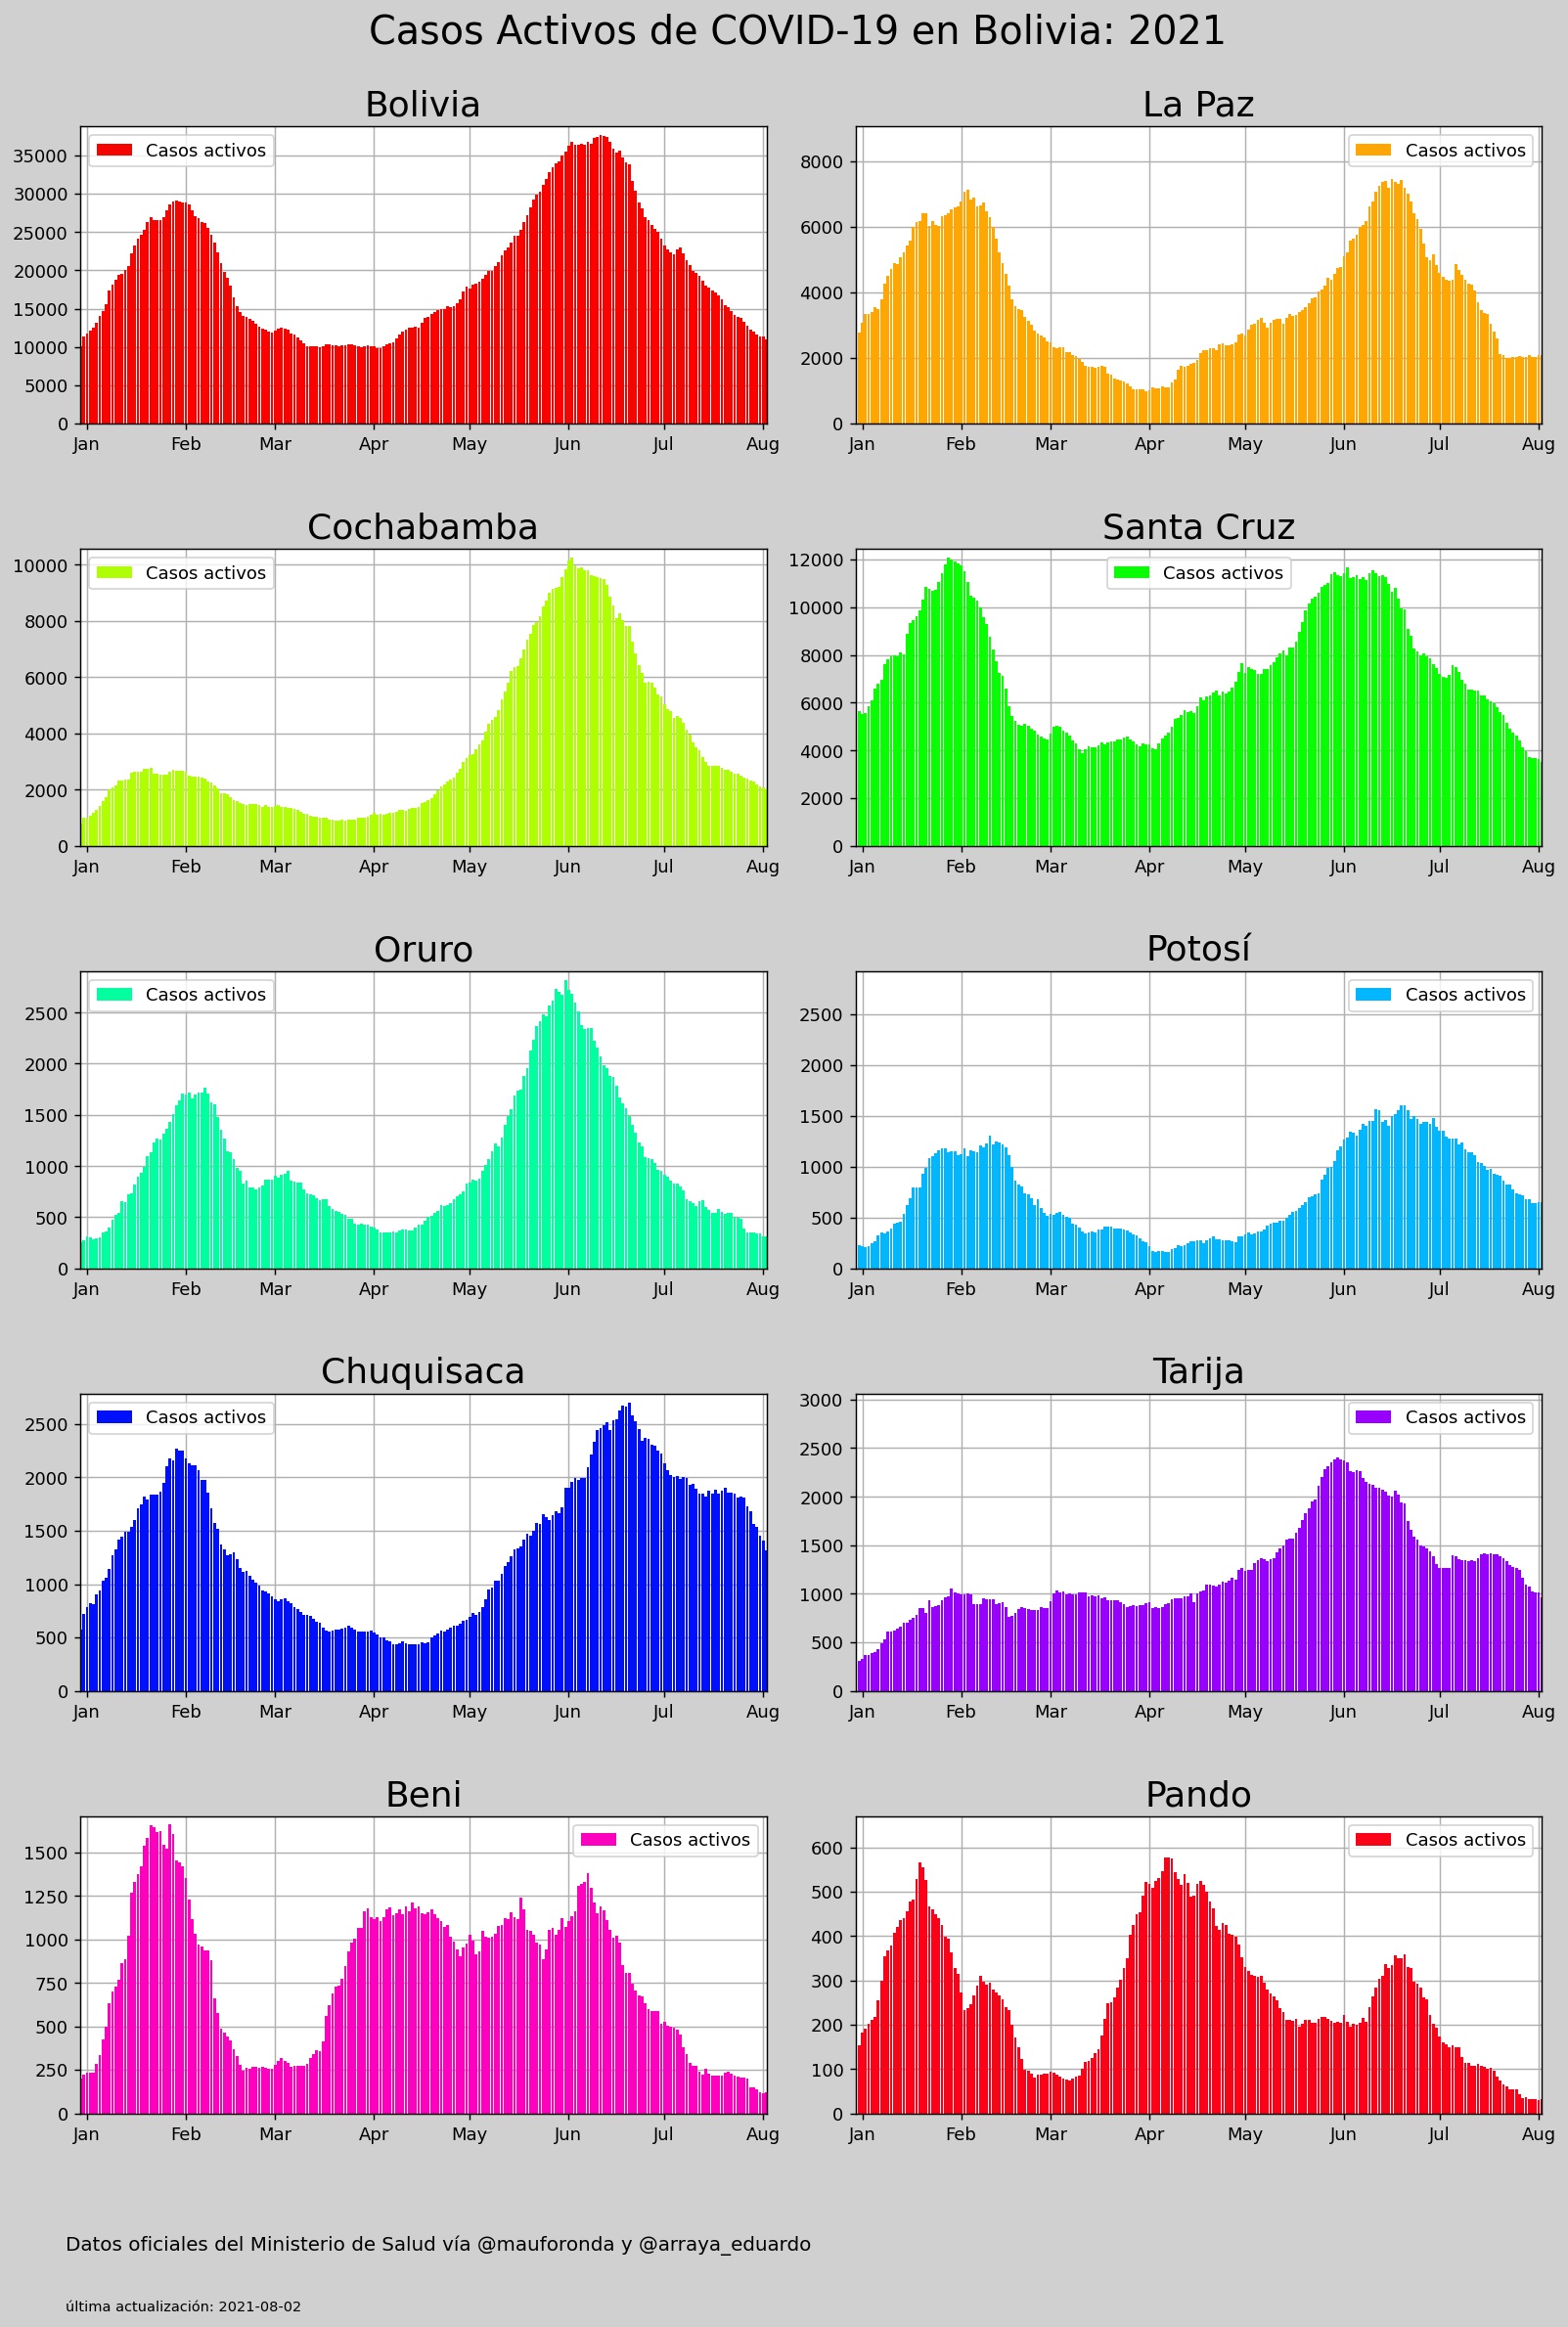 Casos Activos de COVID-19 en Bolivia: 2021
Bolivia
Casos activos
35000
30000
25000
20000
15000
10000
5000
0
Jan Feb Mar Apr May Jun Jul Aug
La Paz
Casos activos
8000
6000
4000
2000
0
Jan Feb Mar Apr May Jun Jul Aug
Cochabamba
Casos activos
10000
8000
6000
4000
2000
0
Jan Feb Mar Apr May Jun Jul Aug
Santa Cruz
Casos activos
12000
10000
8000
6000
4000
2000
0
Jan Feb Mar Apr May Jun Jul Aug
Oruro
Casos activos
2500
2000
1500
1000
500
0
Jan Feb Mar Apr May Jun Jul Aug
Potosí
Casos activos
2500
2000
1500
1000
500
0
Jan Feb Mar Apr May Jun Jul Aug
Chuquisaca
Casos activos
2500
2000
1500
1000
500
0
Jan Feb Mar Apr May Jun Jul Aug
Tarija
Casos activos
3000
2500
2000
1500
1000
500
0
Jan Feb Mar Apr May Jun Jul Aug
Beni
Casos activos
1500
1250
1000
750
500
250
0
Jan Feb Mar Apr May Jun Jul Aug
Pando
Casos activos
600
500
400
300
200
100
0
Jan Feb Mar Apr May Jun Jul Aug
Datos oficiales del Ministerio de Salud vía @mauforonda y @arraya_eduardo
última actualización: 2021-08-02